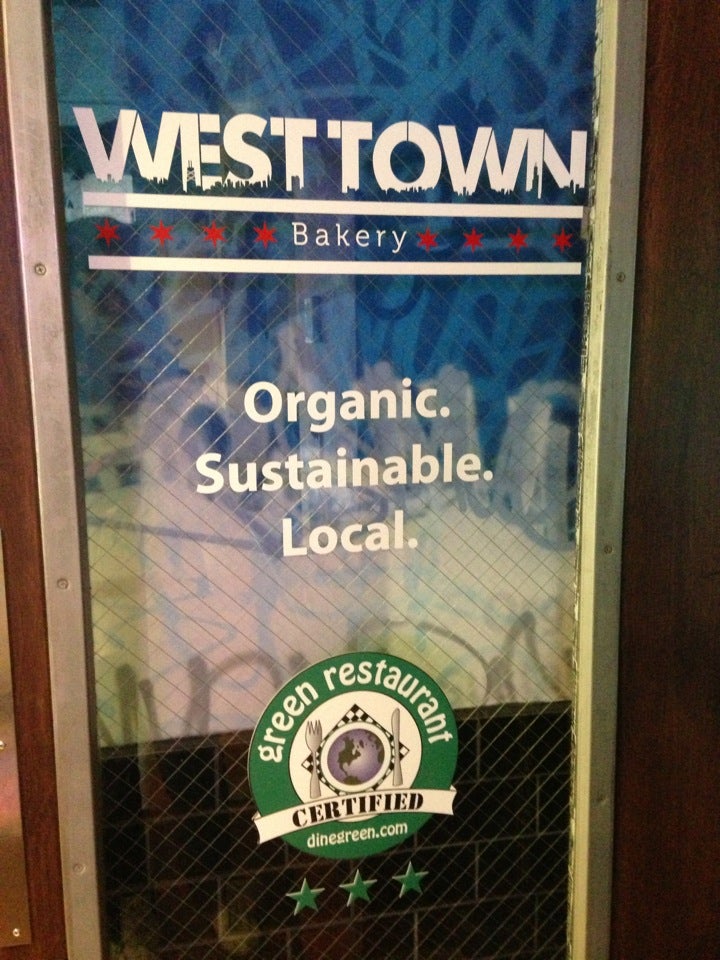 WEST TOWN
Bakery
Organic.
Sustainable.
Local.
green restaurant
CERTIFIED
dinegreen.com